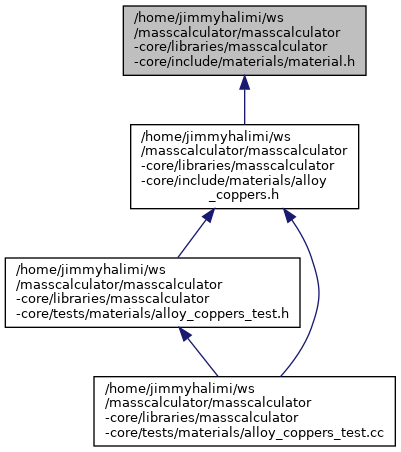 /home/jimmyhalimi/ws
/masscalculator/masscalculator
-core/libraries/masscalculator
-core/include/materials/material.h
/home/jimmyhalimi/ws
/masscalculator/masscalculator
-core/libraries/masscalculator
-core/include/materials/alloy
_coppers.h
/home/jimmyhalimi/ws
/masscalculator/masscalculator
-core/libraries/masscalculator
-core/tests/materials/alloy_coppers_test.h
/home/jimmyhalimi/ws
/masscalculator/masscalculator
-core/libraries/masscalculator
-core/tests/materials/alloy_coppers_test.cc